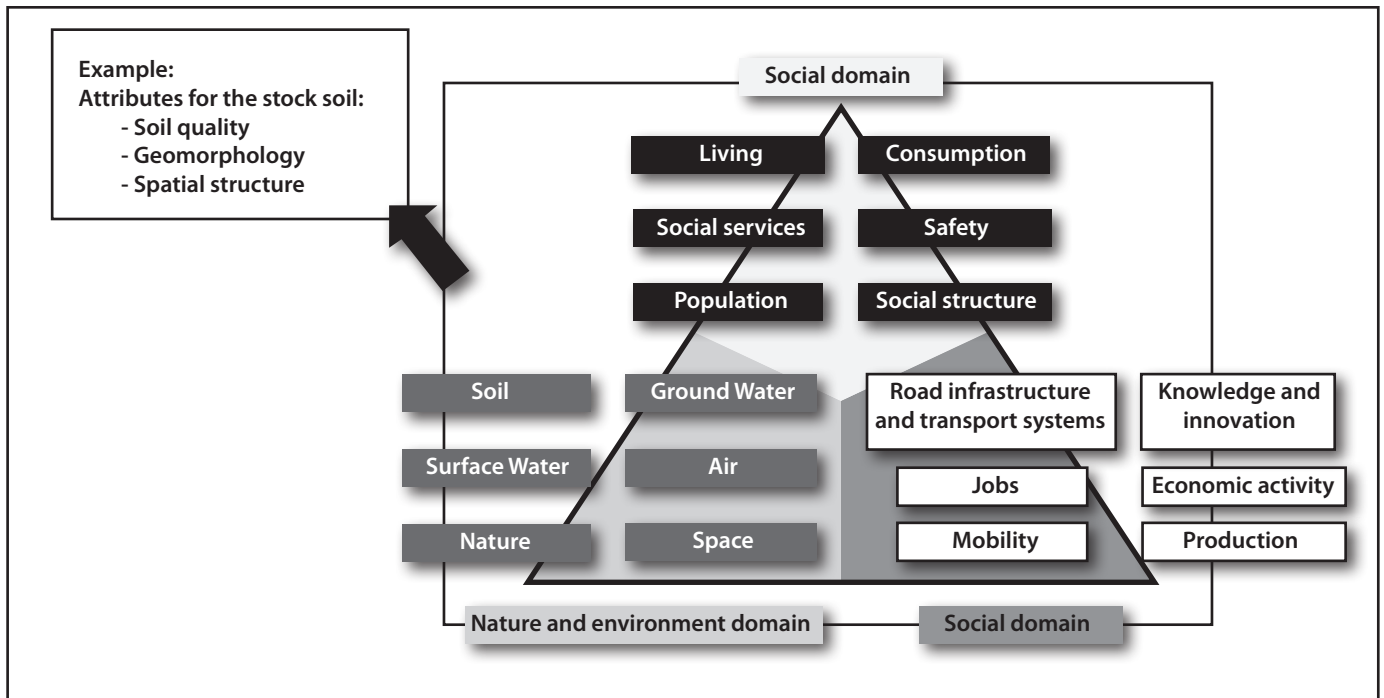 Example:
Attributes for the stock soil:
- Soil quality
- Geomorphology
- Spatial structure
Social domain
Living
Consumption
Social services
Safety
Population
Social structure
Soil
Ground Water
Road infrastructure
and transport systems
Knowledge and
innovation
Surface Water
Air
Jobs
Economic activity
Nature
Space
Mobility
Production
Nature and environment domain
Social domain